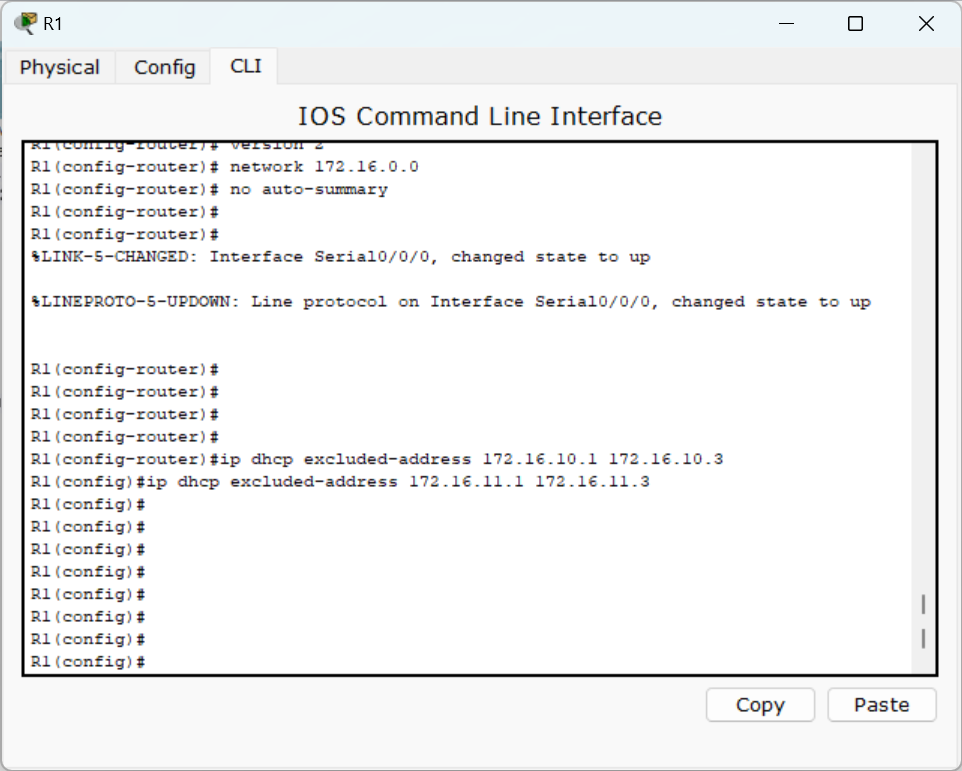 R1
Physical
Config
CLI
IOS Command Line Interface
R1(config-router)# version 2
R1(config-router)# network 172.16.0.0
R1(config-router)# no auto-summary
R1(config-router)#
R1(config-router)#
%LINK-5-CHANGED: Interface Serial0/0/0, changed state to up
%LINEPROTO-5-UPDOWN: Line protocol on Interface Serial0/0/0, changed state to up
R1(config-router)#
R1(config-router)#
R1(config-router)#
R1(config-router)#
R1(config-router)#ip dhcp excluded-address 172.16.10.1 172.16.10.3
R1(config)#ip dhcp excluded-address 172.16.11.1 172.16.11.3
R1(config)#
R1(config)#
R1(config)#
R1(config)#
R1(config)#
R1(config)#
R1(config)#
R1(config)#
Copy
Paste